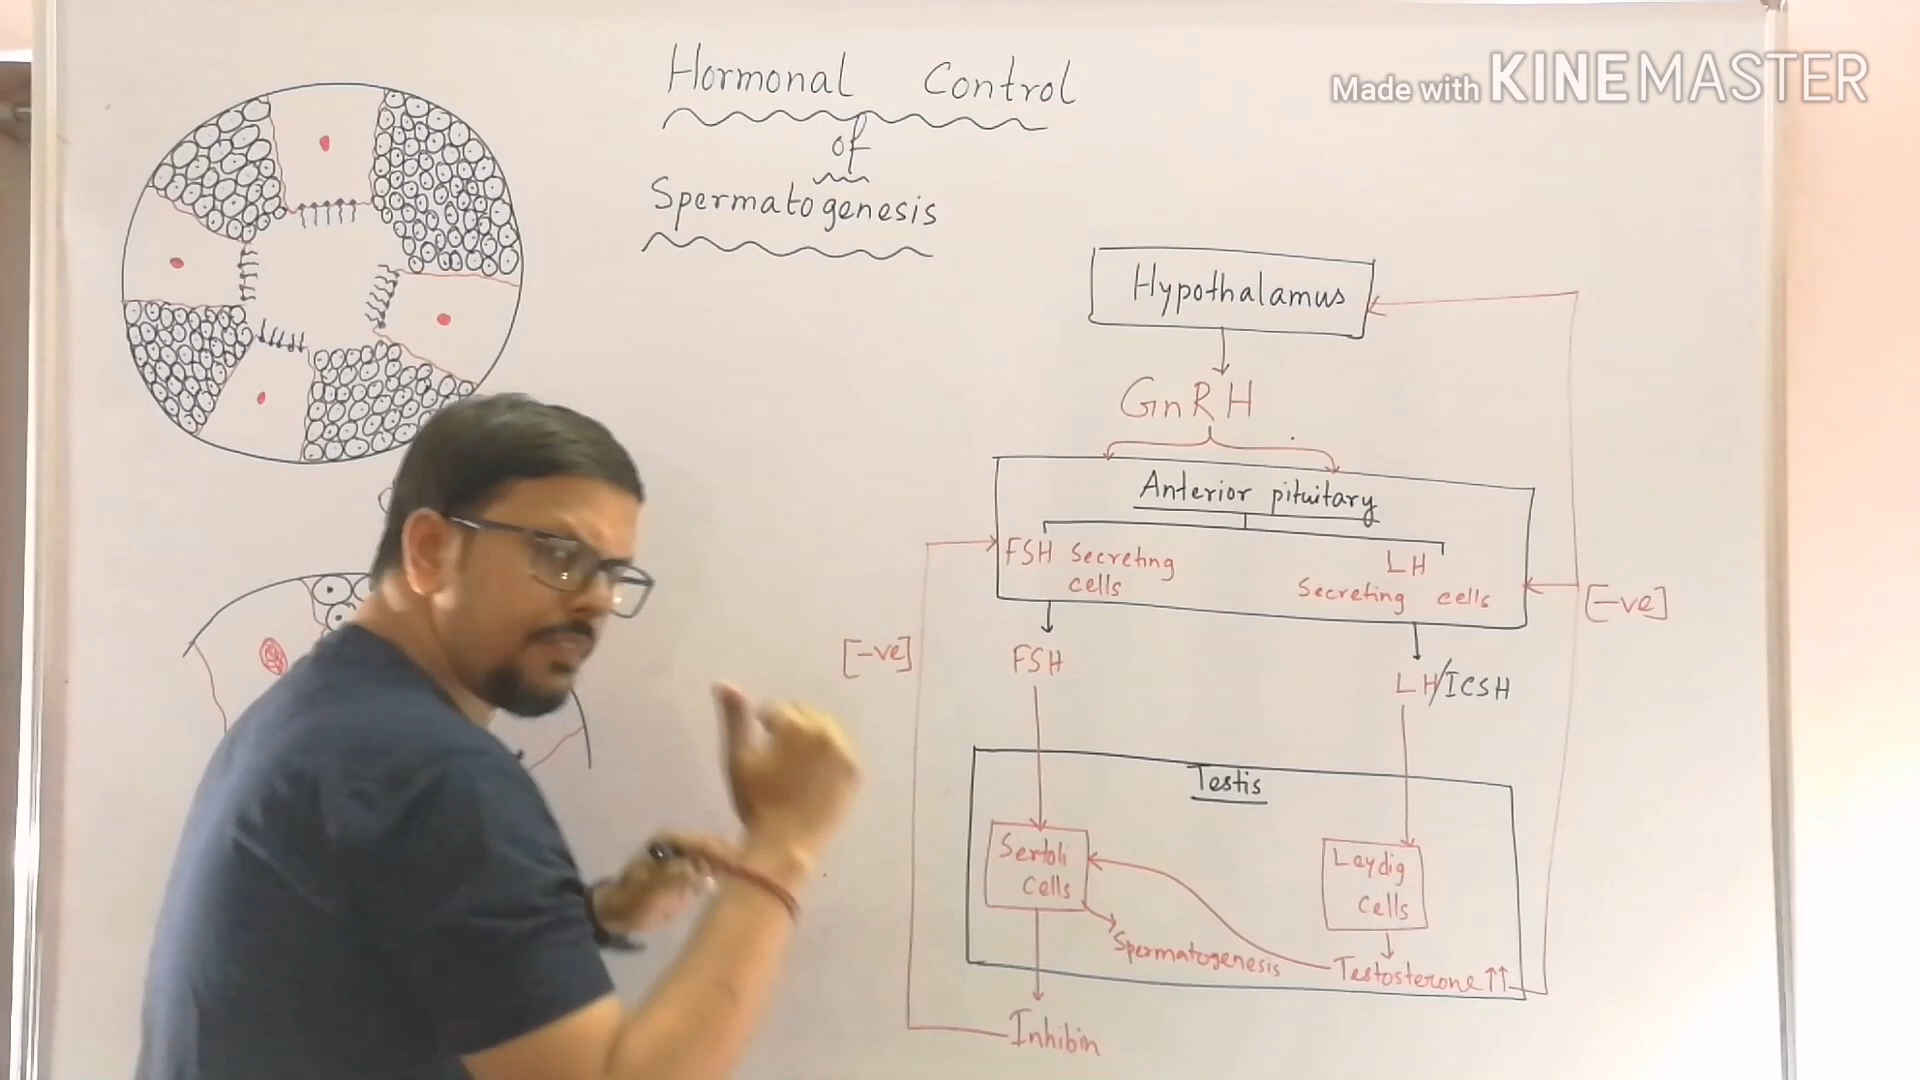 Made with KINEMASTER
Hormonal Control
of
Spermatogenesis
Hypothalamus
GnRH
Anterior pituitary
FSH Secreting
cells
LH
Secreting cells
[-ve]
[-ve]
FSH
LH/ICSH
Testis
Sertoli
Cells
Leydig
Cells
Spermatogenesis
Testosterone↑↑
Inhibin